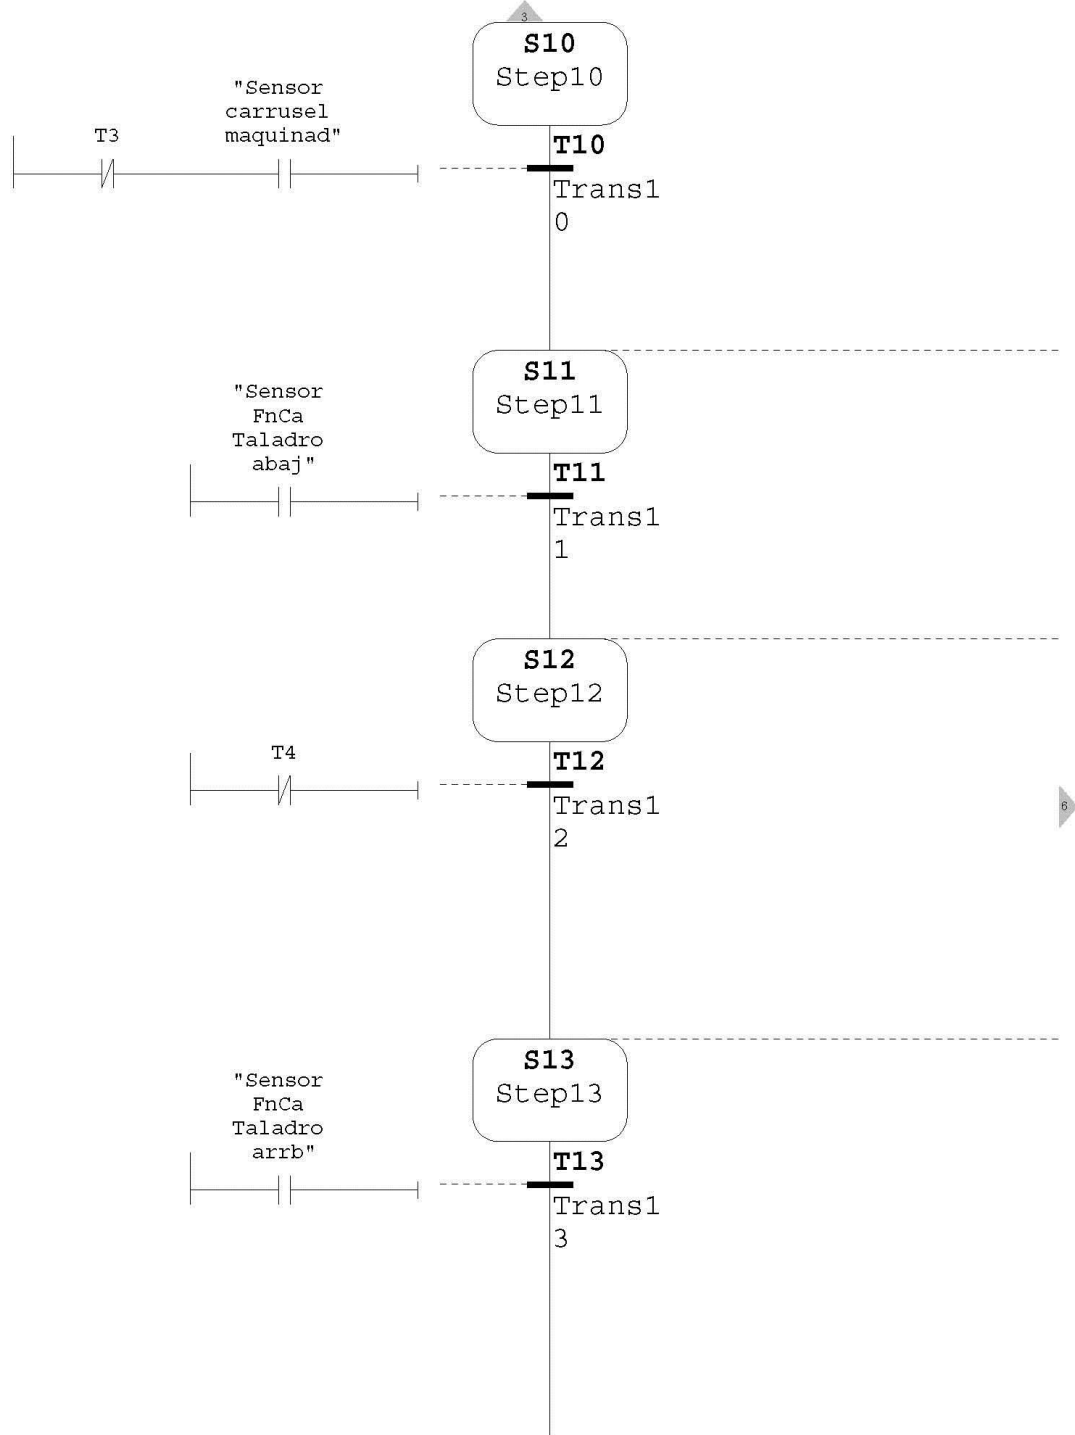 3
S10
Step10
"Sensor
carrusel
maquinad"
T3
T10
Trans1
0
S11
Step11
"Sensor
FnCa
Taladro
abaj"
T11
Trans1
1
S12
Step12
T4
T12
Trans1
2
6
S13
Step13
"Sensor
FnCa
Taladro
arrb"
T13
Trans1
3